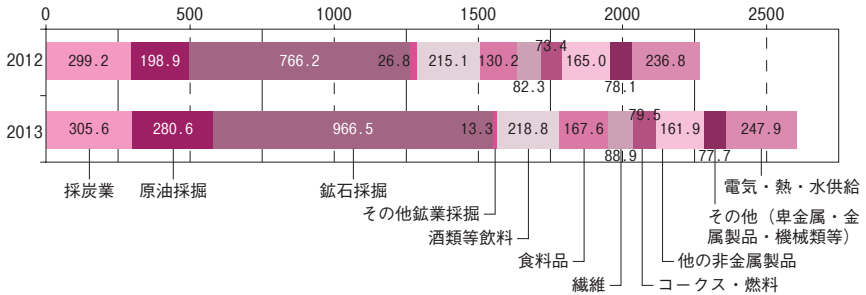 0 500 1000 1500 2000 2500
2012 299.2 198.9 766.2 26.8 215.1 130.2 82.3 73.4 165.0 78.1 236.8
2013 305.6 280.6 966.5 13.3 218.8 167.6 88.9 79.5 161.9 77.7 247.9
採炭業
原油採掘
鉱石採掘
その他鉱業採掘
酒類等飲料
食料品
繊維
コークス・燃料
他の非金属製品
その他（卑金属・金
属製品・機械類等）
電気・熱・水供給